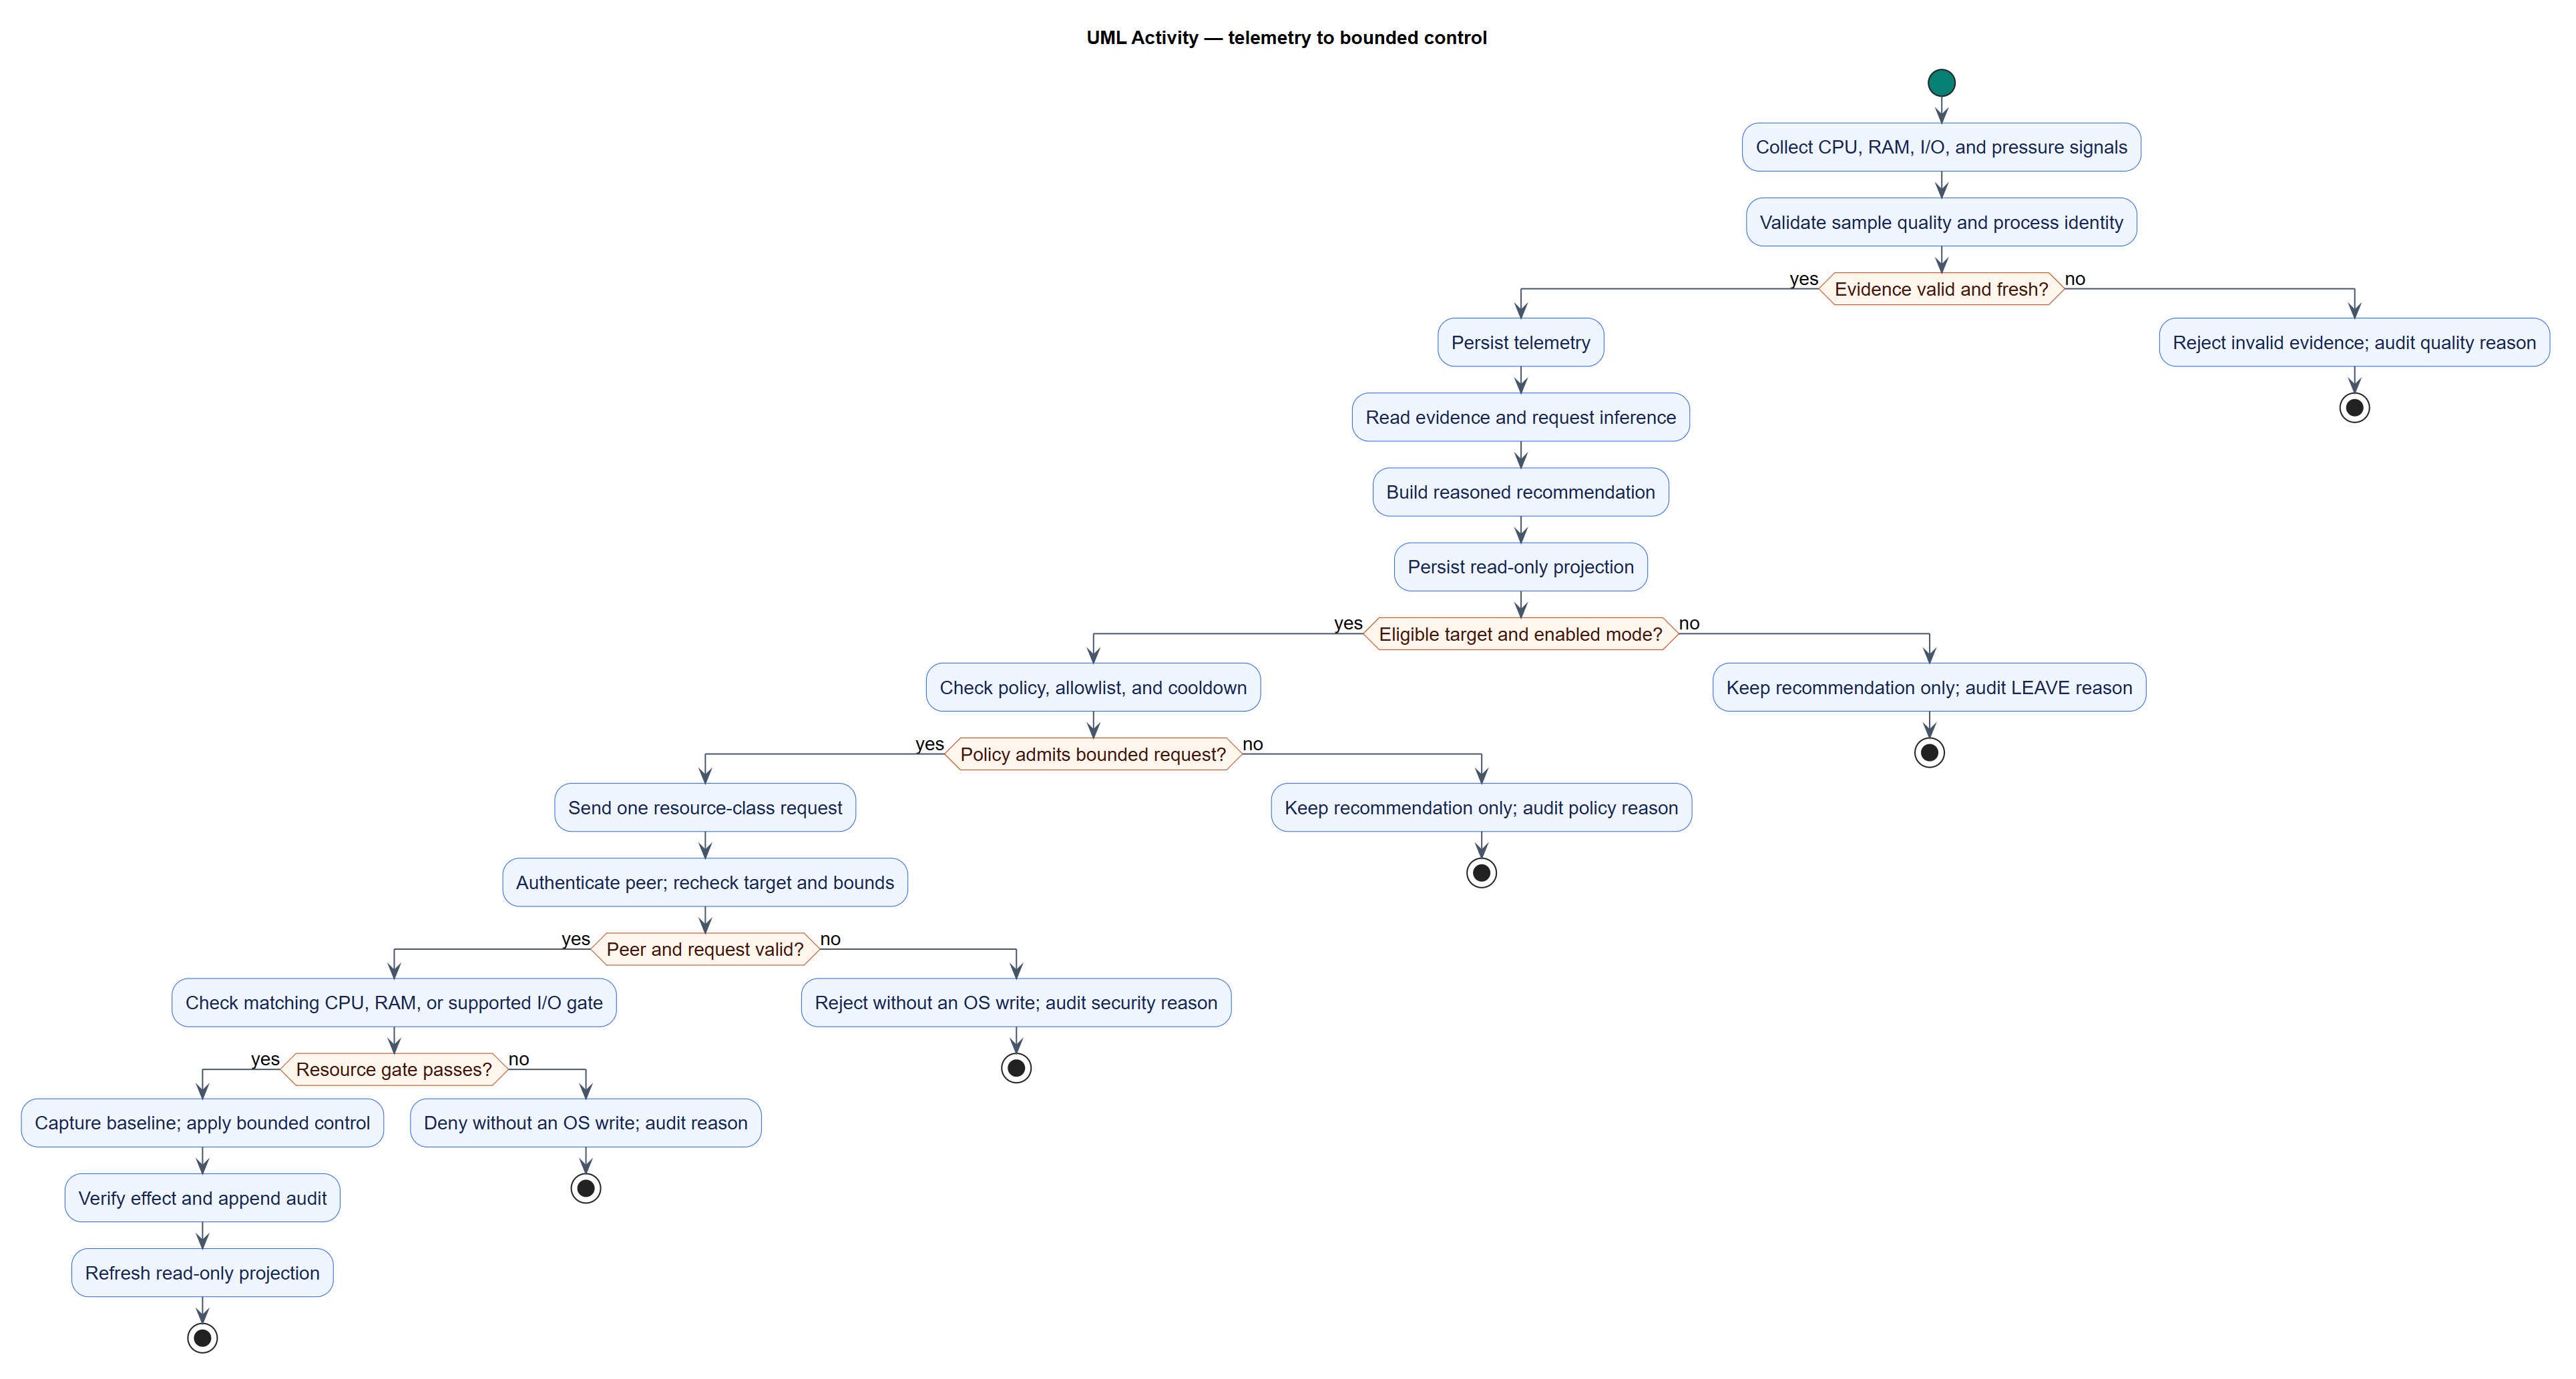 UML Activity — telemetry to bounded control
Collect CPU, RAM, I/O, and pressure signals
Validate sample quality and process identity
yes
Evidence valid and fresh?
no
Persist telemetry
Reject invalid evidence; audit quality reason
Read evidence and request inference
Build reasoned recommendation
Persist read-only projection
yes
Eligible target and enabled mode?
no
Check policy, allowlist, and cooldown
Keep recommendation only; audit LEAVE reason
yes
Policy admits bounded request?
no
Send one resource-class request
Keep recommendation only; audit policy reason
Authenticate peer; recheck target and bounds
yes
Peer and request valid?
no
Check matching CPU, RAM, or supported I/O gate
Reject without an OS write; audit security reason
yes
Resource gate passes?
no
Capture baseline; apply bounded control
Deny without an OS write; audit reason
Verify effect and append audit
Refresh read-only projection